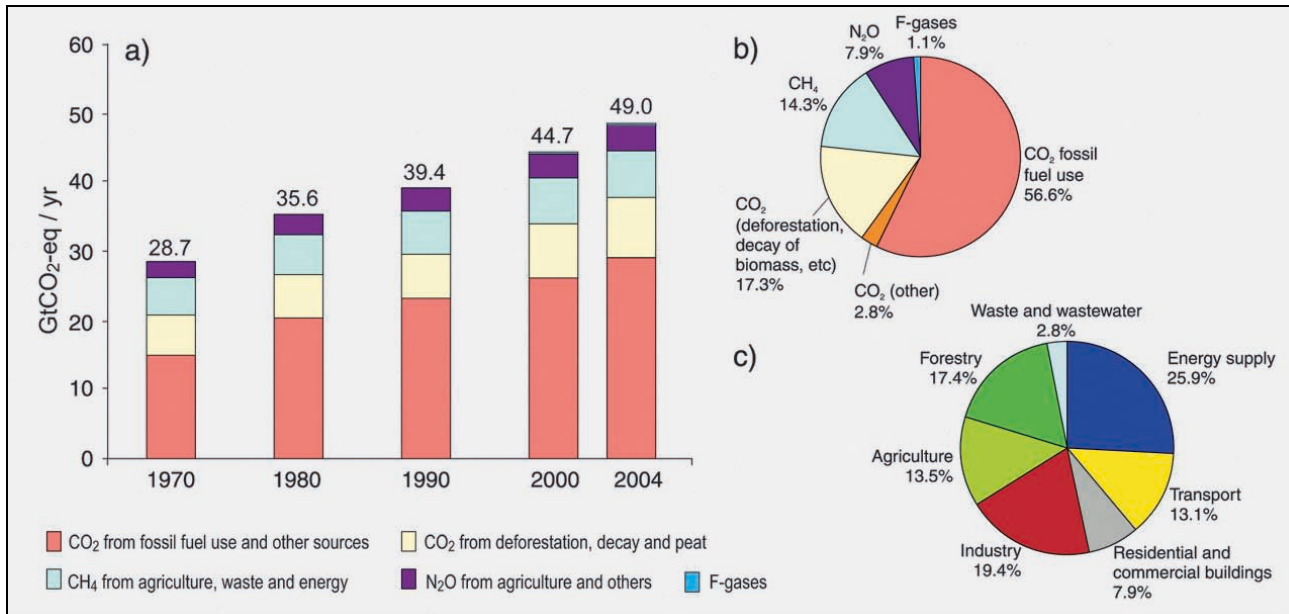 a)
GtCO₂-eq / yr
60
50
40
30
20
10
0
28.7
35.6
39.4
44.7
49.0
1970
1980
1990
2000
2004
CO₂ from fossil fuel use and other sources
CO₂ from deforestation, decay and peat
CH₄ from agriculture, waste and energy
N₂O from agriculture and others
F-gases
b)
F-gases
1.1%
N₂O
7.9%
CH₄
14.3%
CO₂ fossil
fuel use
56.6%
CO₂
(deforestation,
decay of
biomass, etc)
17.3%
CO₂ (other)
2.8%
c)
Waste and wastewater
2.8%
Forestry
17.4%
Energy supply
25.9%
Agriculture
13.5%
Transport
13.1%
Industry
19.4%
Residential and
commercial buildings
7.9%